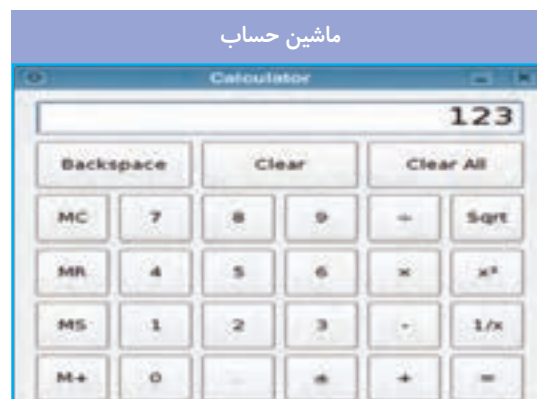 ماشین حساب
Calculator
123
Backspace Clear Clear All
MC 7 8 9 ÷ Sqrt
MR 4 5 6 × x²
MS 1 2 3 - 1/x
M+ 0 . ± + =